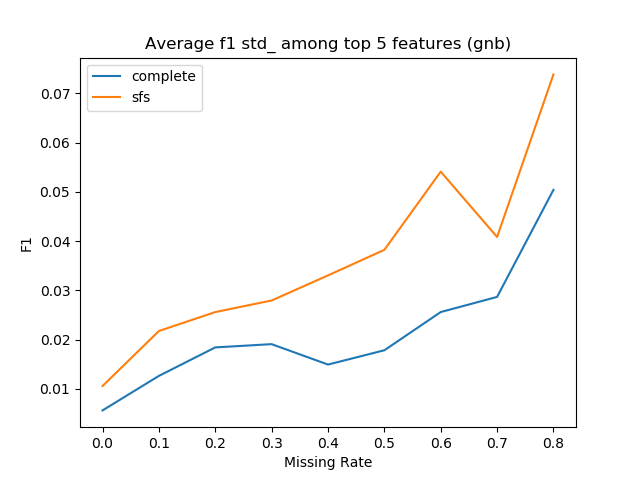 Average f1 std_ among top 5 features (gnb)
complete
sfs
0.07
0.06
0.05
0.04
0.03
0.02
0.01
F1
0.0 0.1 0.2 0.3 0.4 0.5 0.6 0.7 0.8
Missing Rate